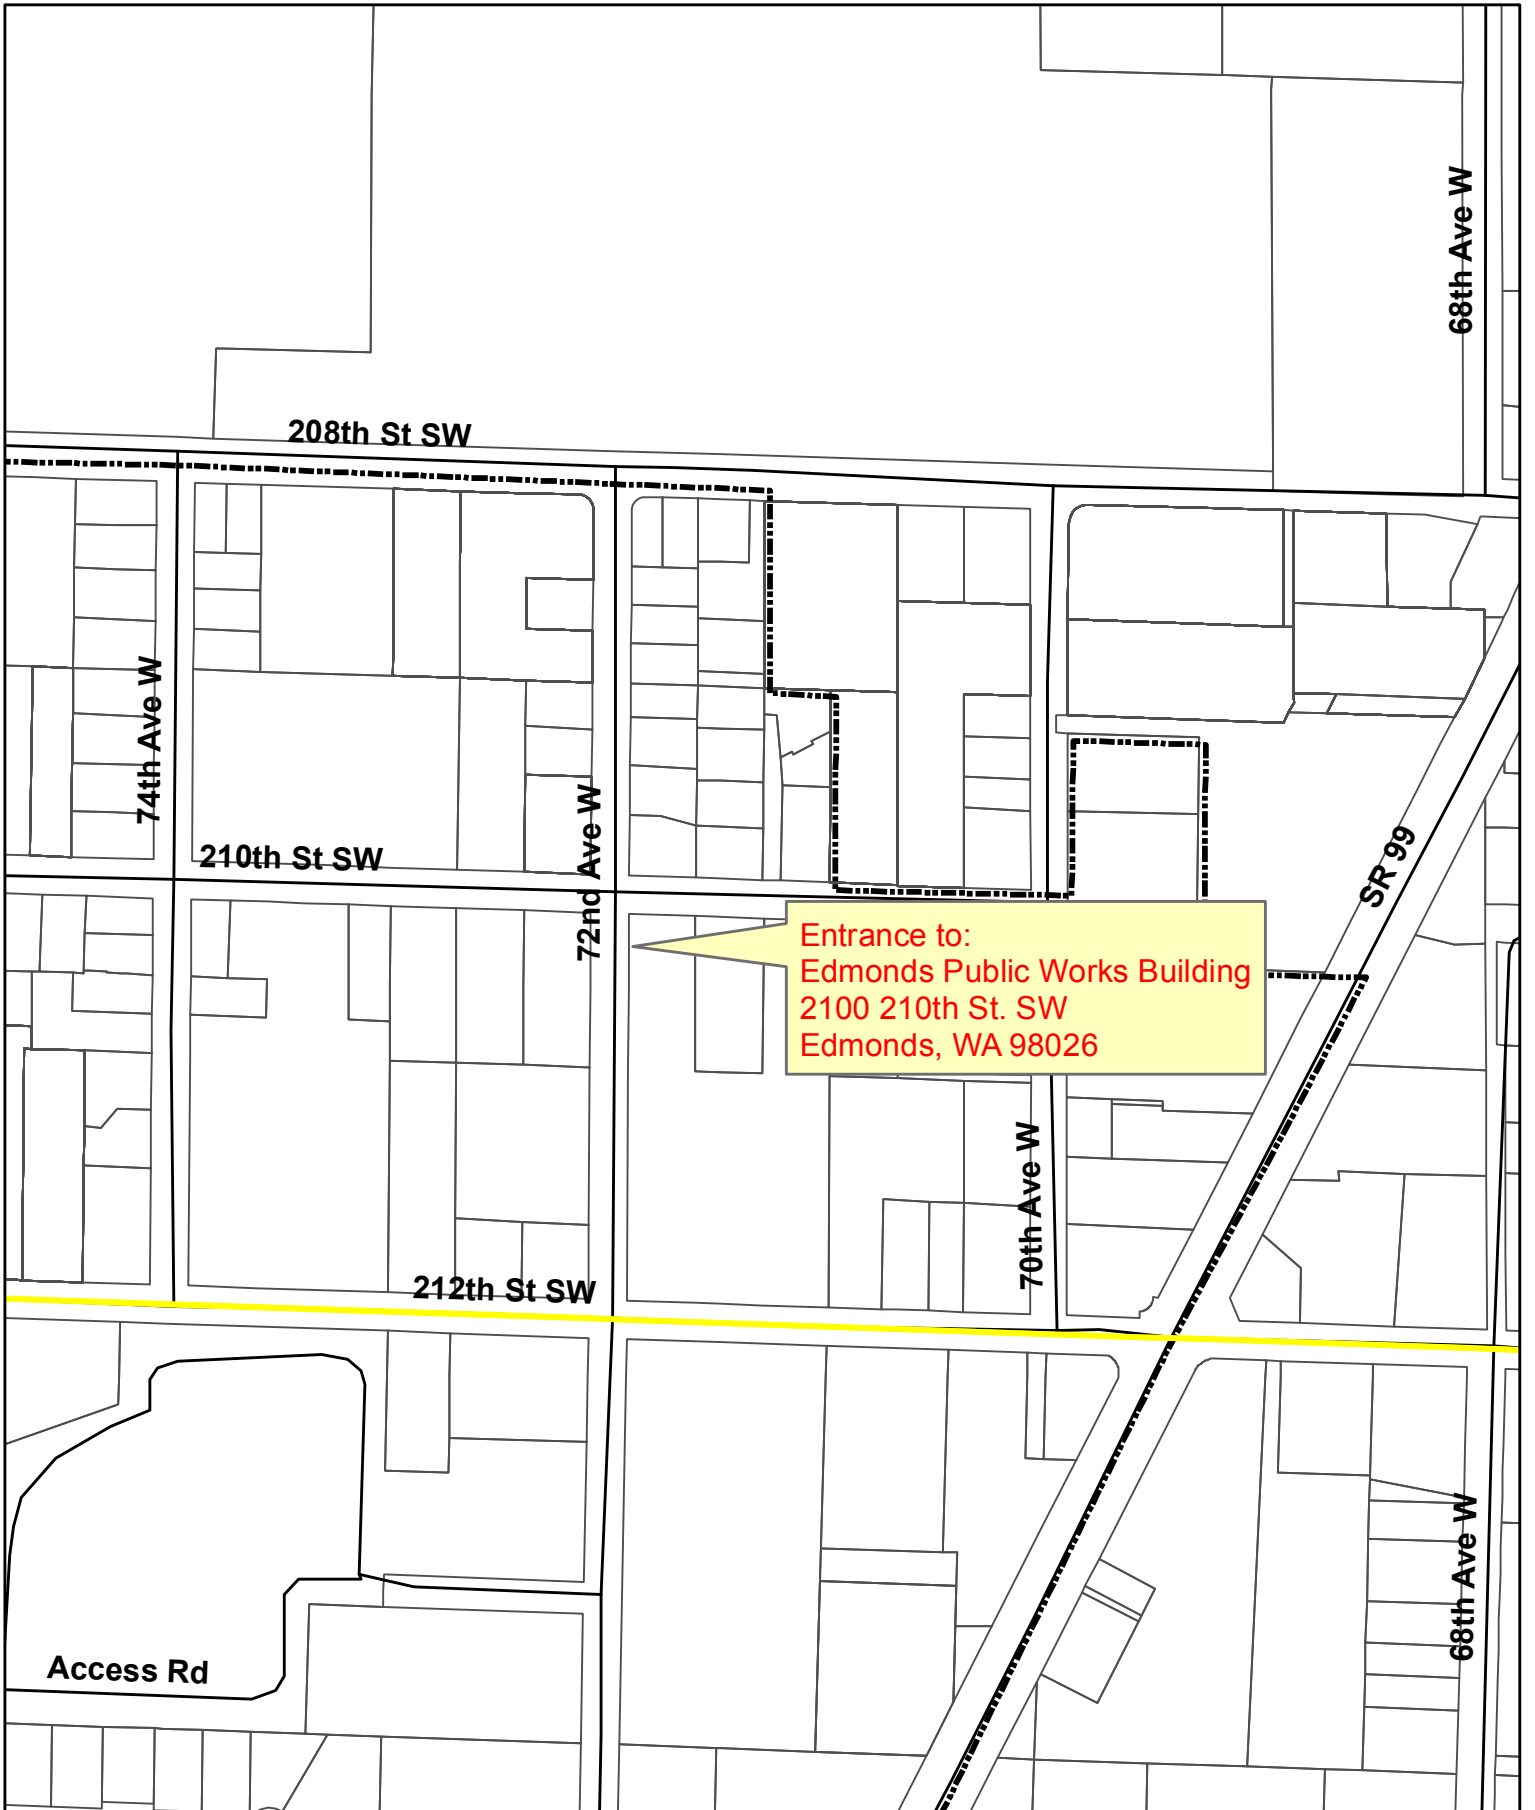 68th Ave W
208th St SW
74th Ave W
72nd Ave W
210th St SW
SR 99
Entrance to:
Edmonds Public Works Building
2100 210th St. SW
Edmonds, WA 98026
70th Ave W
212th St SW
68th Ave W
Access Rd